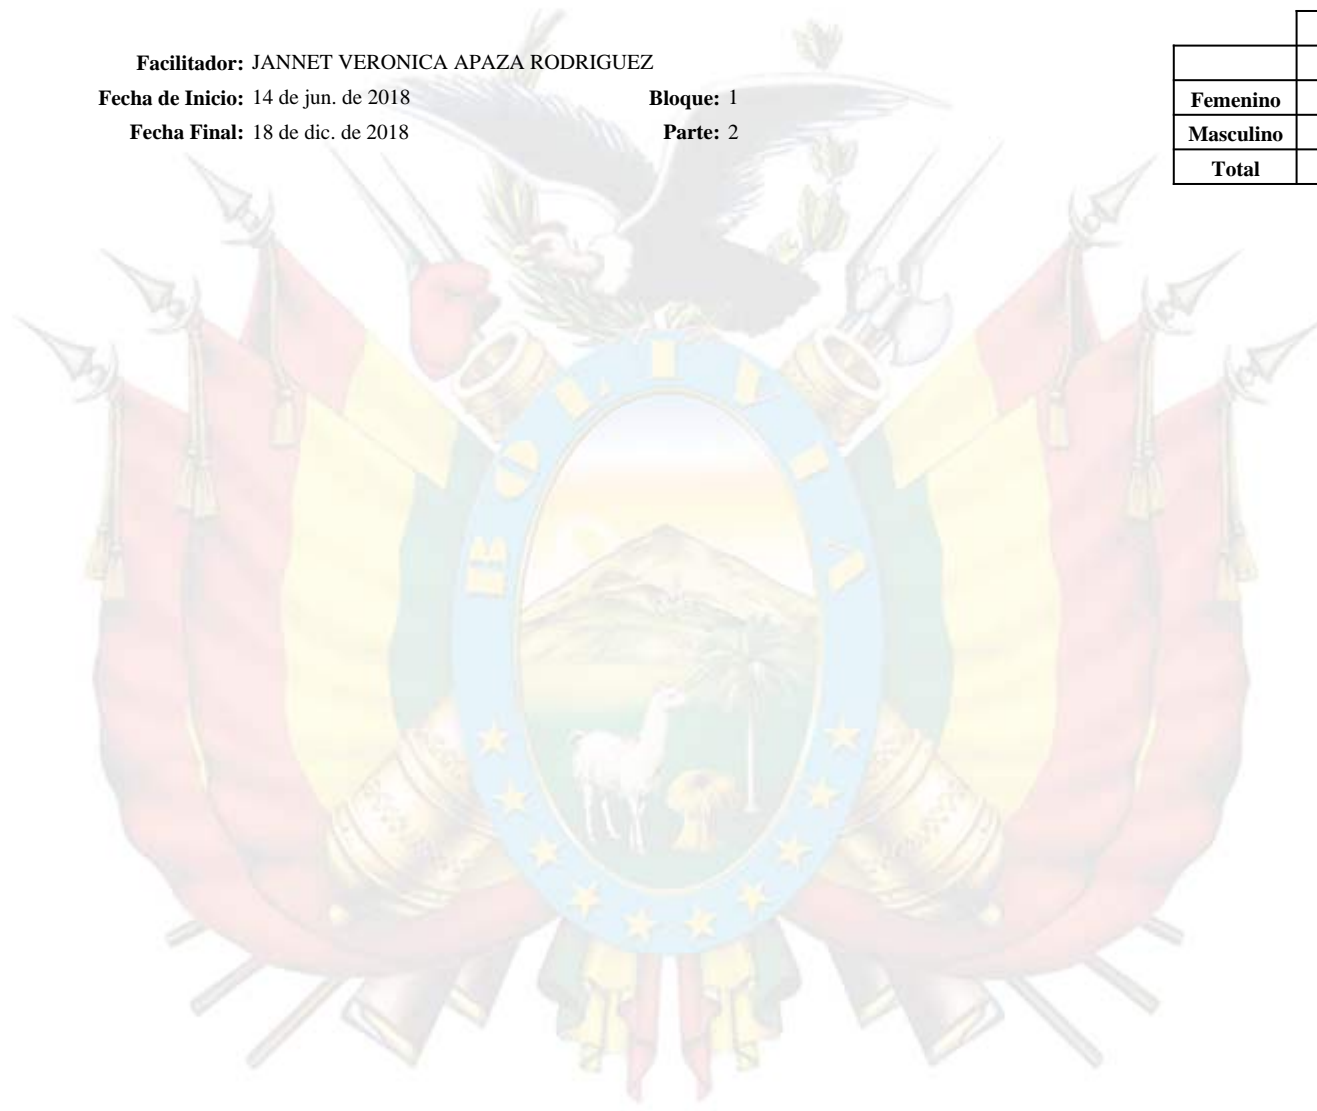 Facilitador: JANNET VERONICA APAZA RODRIGUEZ
Fecha de Inicio: 14 de jun. de 2018 Bloque: 1
Fecha Final: 18 de dic. de 2018 Parte: 2
Femenino
Masculino
Total
BOLIVIA